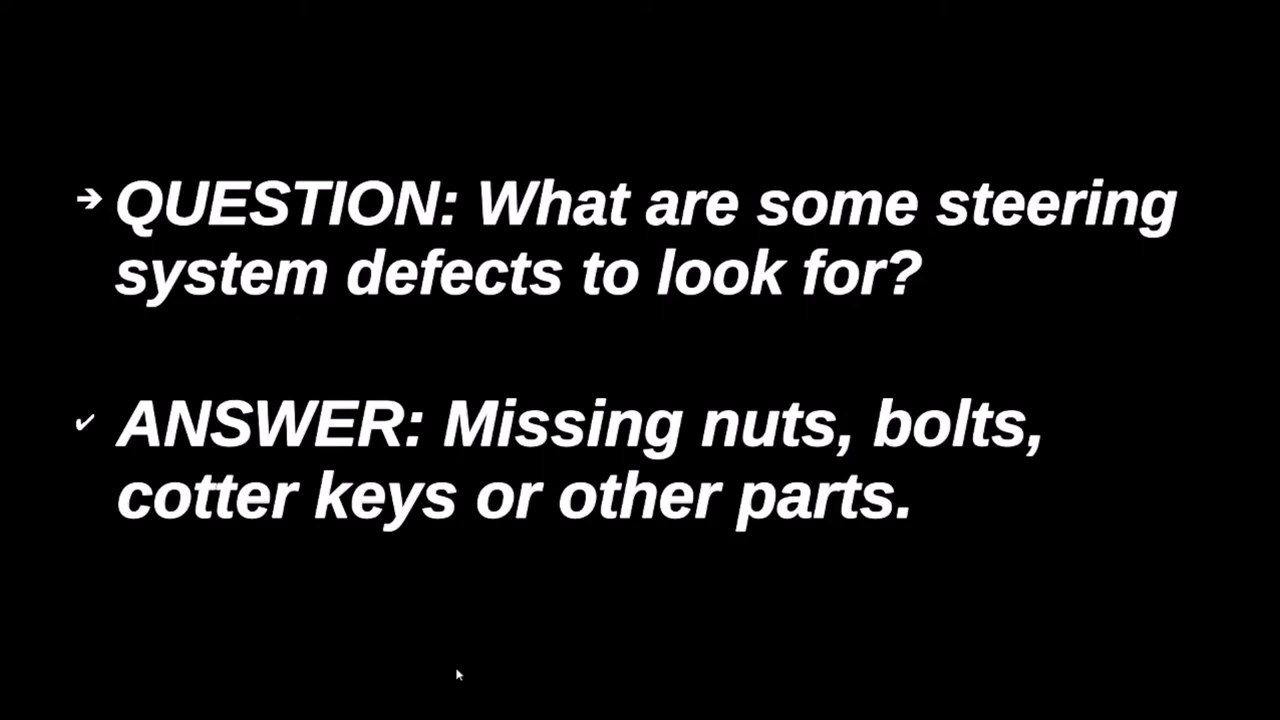 ➔ QUESTION: What are some steering
system defects to look for?
✓ ANSWER: Missing nuts, bolts,
cotter keys or other parts.